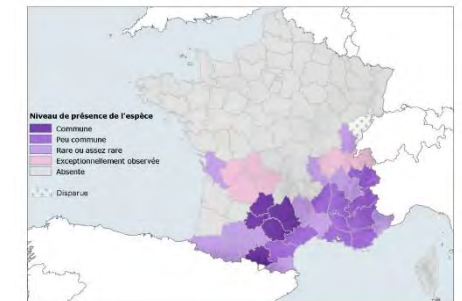 Niveau de présence de l'espèce
Commune
Peu commune
Rare ou assez rare
Exceptionnellement observée
Absente
Disparue